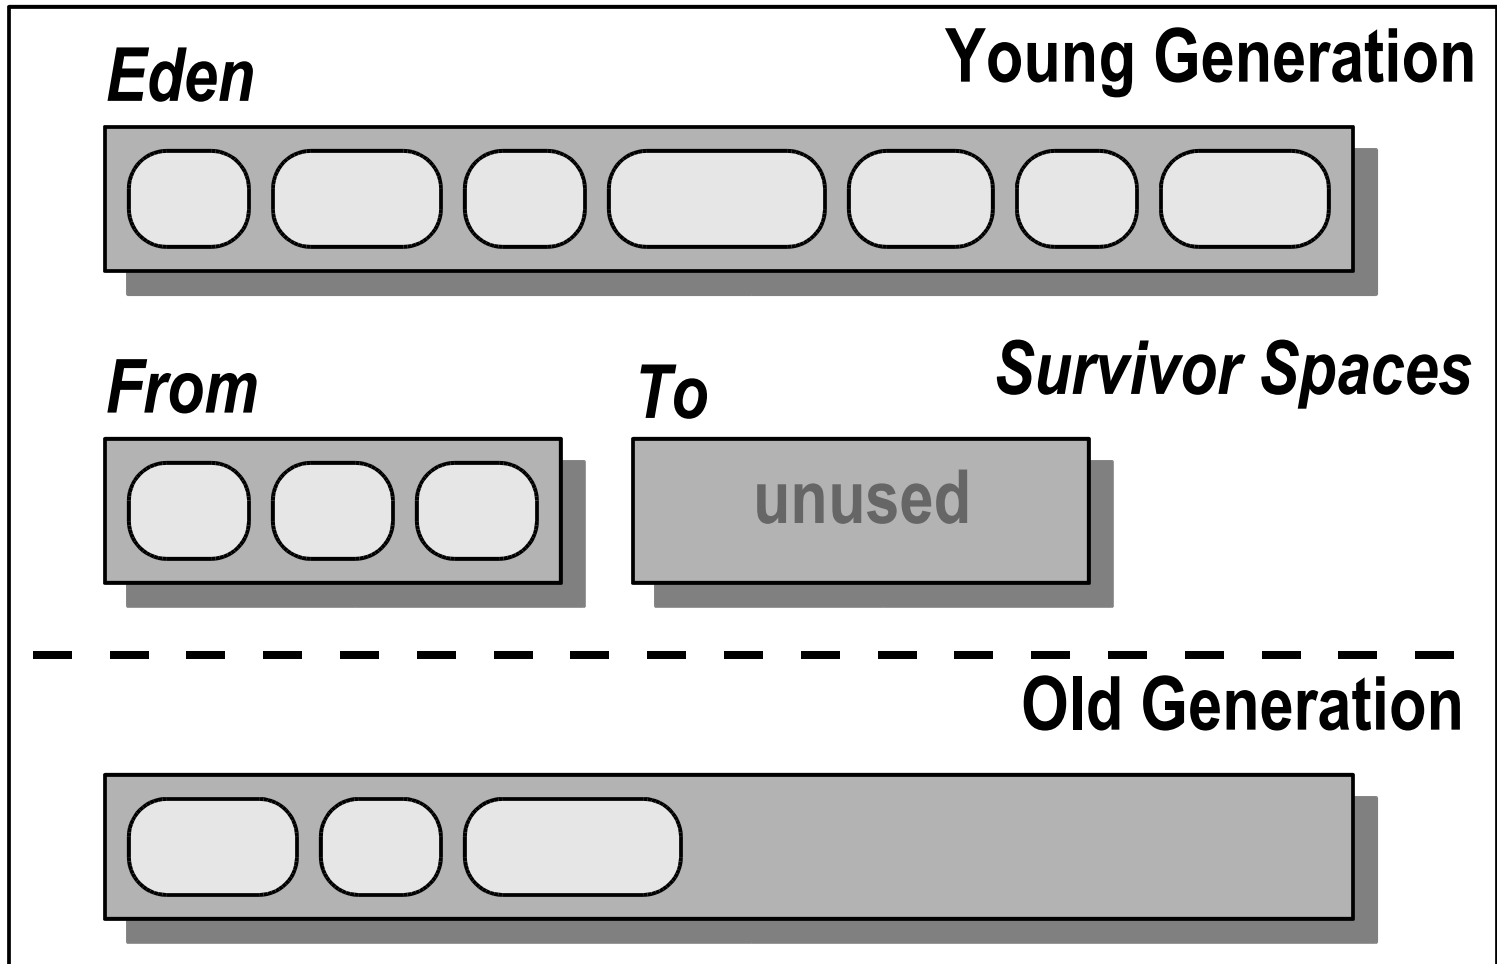 Eden
Young Generation
From
To
Survivor Spaces
unused
Old Generation